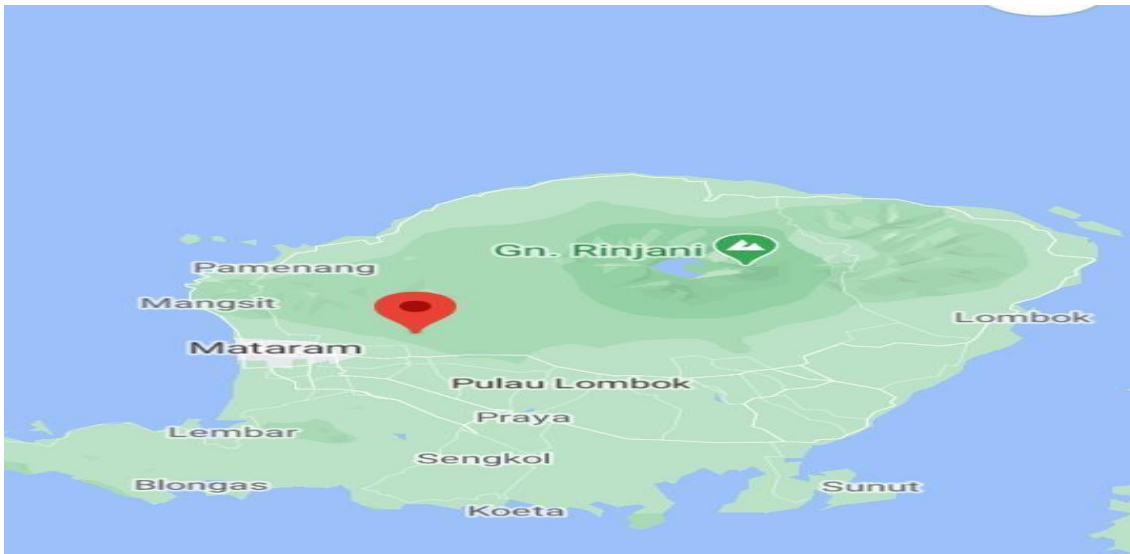 Gn. Rinjani
Pamenang
Mangsit
Lombok
Mataram
Pulau Lombok
Praya
Lembar
Sengkol
Blongas
Sunut
Koeta